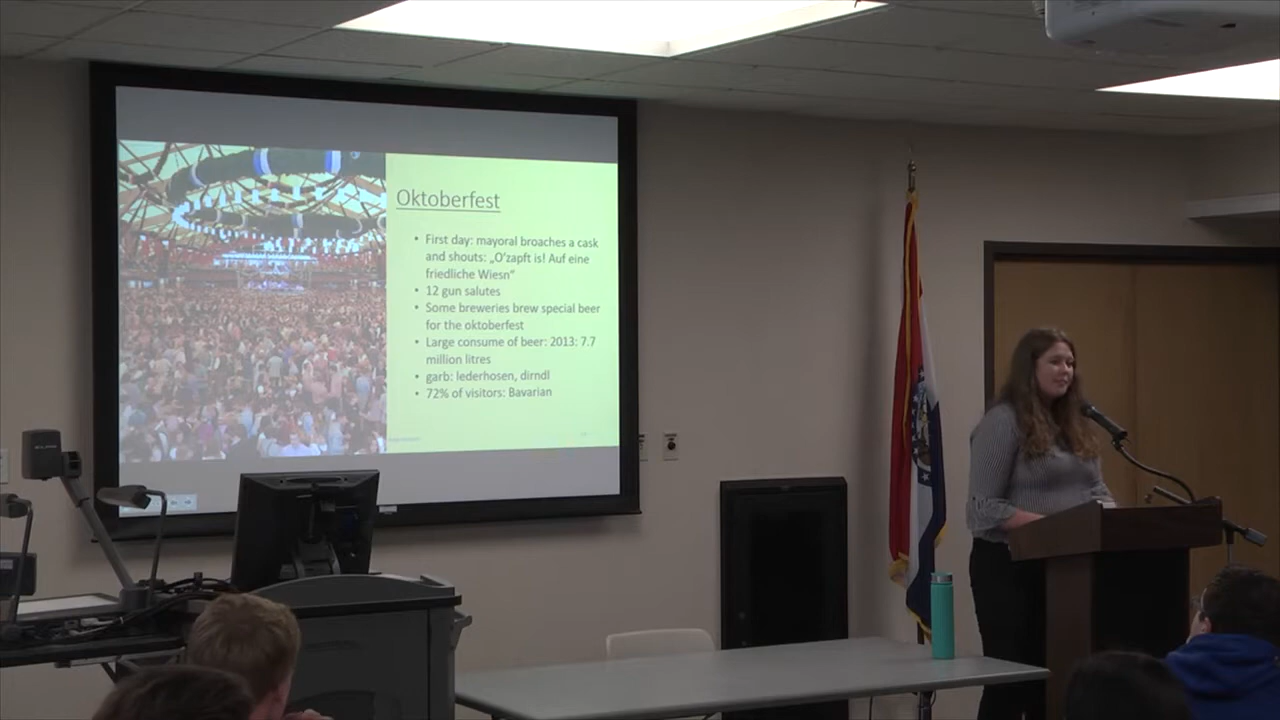 Oktoberfest
• First day: mayoral broaches a cask
and shouts: „O'zapft is! Auf eine
friedliche Wiesn“
• 12 gun salutes
• Some breweries brew special beer
for the oktoberfest
• Large consume of beer: 2013: 7.7
million litres
• garb: lederhosen, dirndl
• 72% of visitors: Bavarian